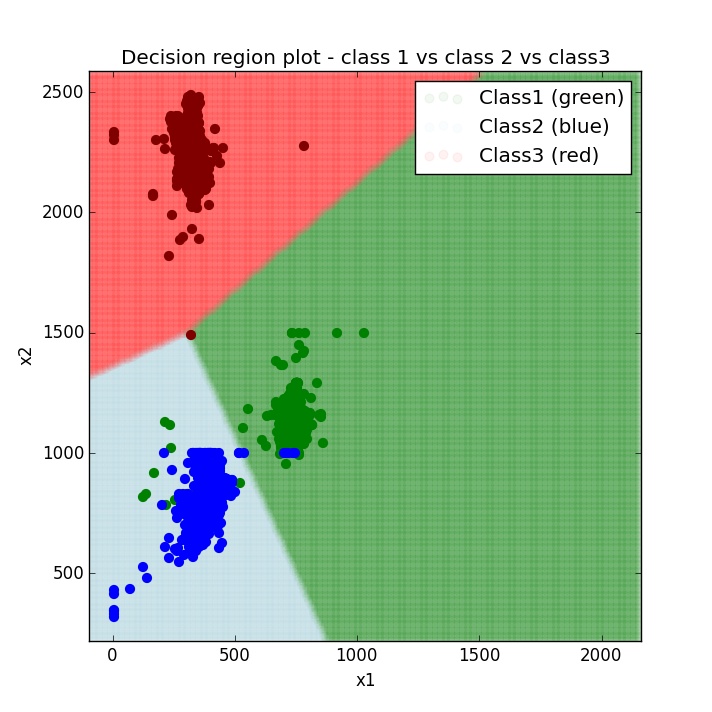 Decision region plot - class 1 vs class 2 vs class3
Class1 (green)
Class2 (blue)
Class3 (red)
2500
2000
1500
1000
500
x2
0 500 1000 1500 2000
x1